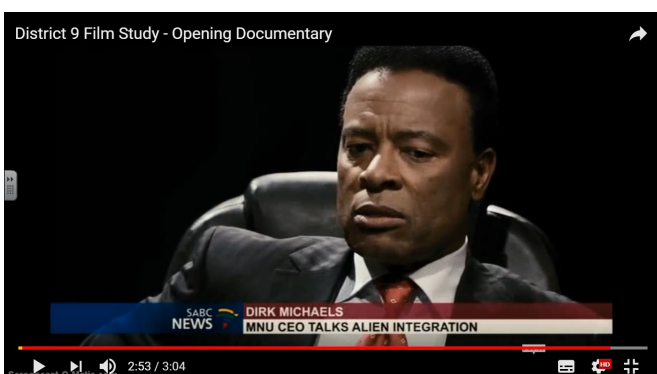 District 9 Film Study - Opening Documentary
SABC
NEWS
DIRK MICHAELS
MNU CEO TALKS ALIEN INTEGRATION
2:53 / 3:04
HD